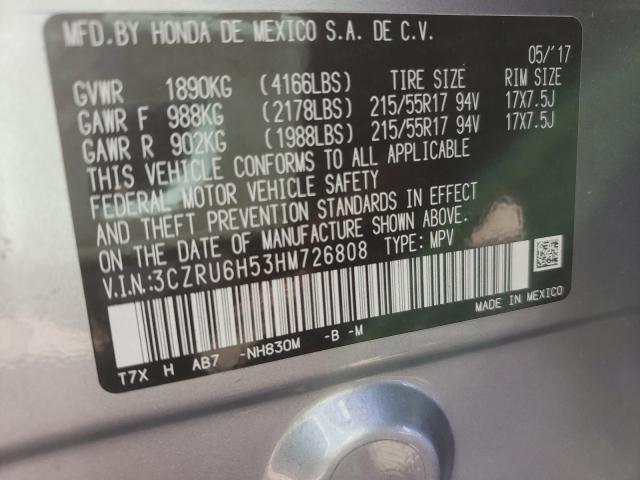 MFD.BY HONDA DE MEXICO S.A. DE C.V.
05/'17
GVWR 1890KG (4166LBS) TIRE SIZE RIM SIZE
GAWR F 988KG (2178LBS) 215/55R17 94V 17X7.5J
GAWR R 902KG (1988LBS) 215/55R17 94V 17X7.5J
THIS VEHICLE CONFORMS TO ALL APPLICABLE
FEDERAL MOTOR VEHICLE SAFETY
AND THEFT PREVENTION STANDARDS IN EFFECT
ON THE DATE OF MANUFACTURE SHOWN ABOVE.
V.I.N.:3CZRU6H53HM726808 TYPE: MPV
MADE IN MEXICO
T7X H AB7 -NH830M -B -M